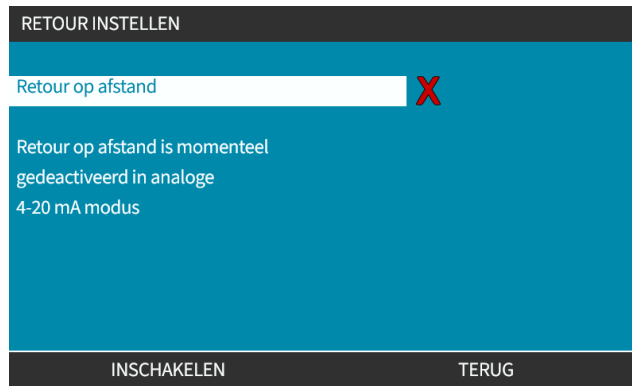 RETOUR INSTELLEN
Retour op afstand
Retour op afstand is momenteel
gedeactiveerd in analoge
4-20 mA modus
INSCHAKELEN TERUG